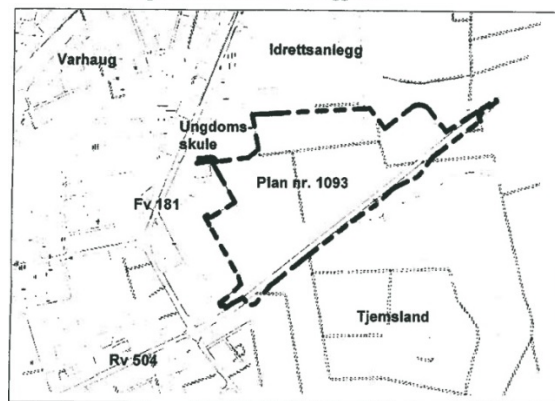 Idrettsanlegg
Varhaug
Ungdoms-
skule
Plan nr. 1093
Fv 181
Tjemsland
Rv 504